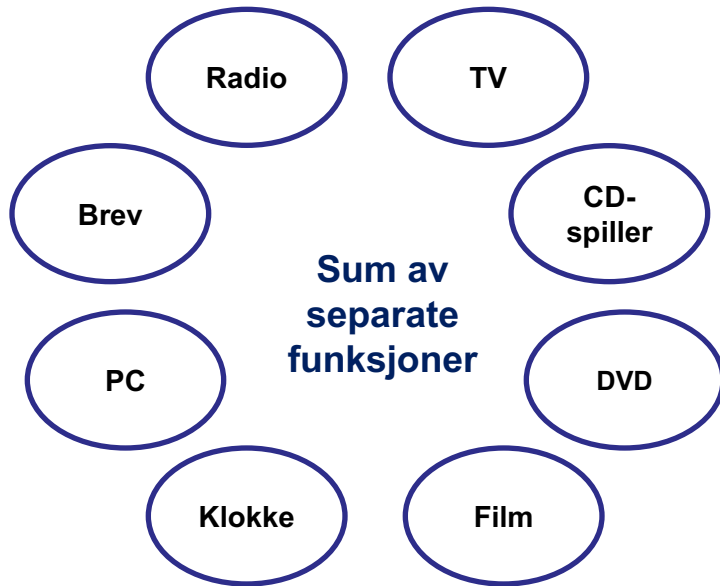 Radio
TV
Brev
CD-
spiller
Sum av
separate
funksjoner
PC
DVD
Klokke
Film